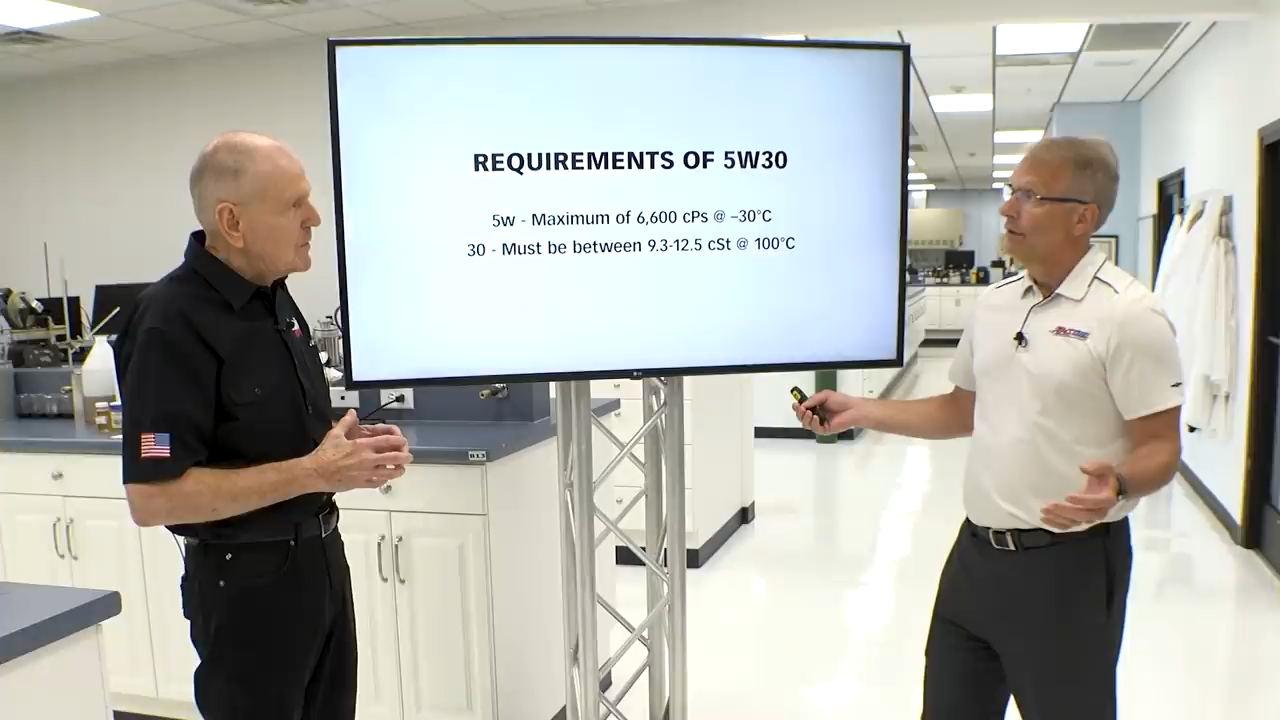 REQUIREMENTS OF 5W30
5w - Maximum of 6,600 cPs @ –30°C
30 - Must be between 9.3-12.5 cSt @ 100°C